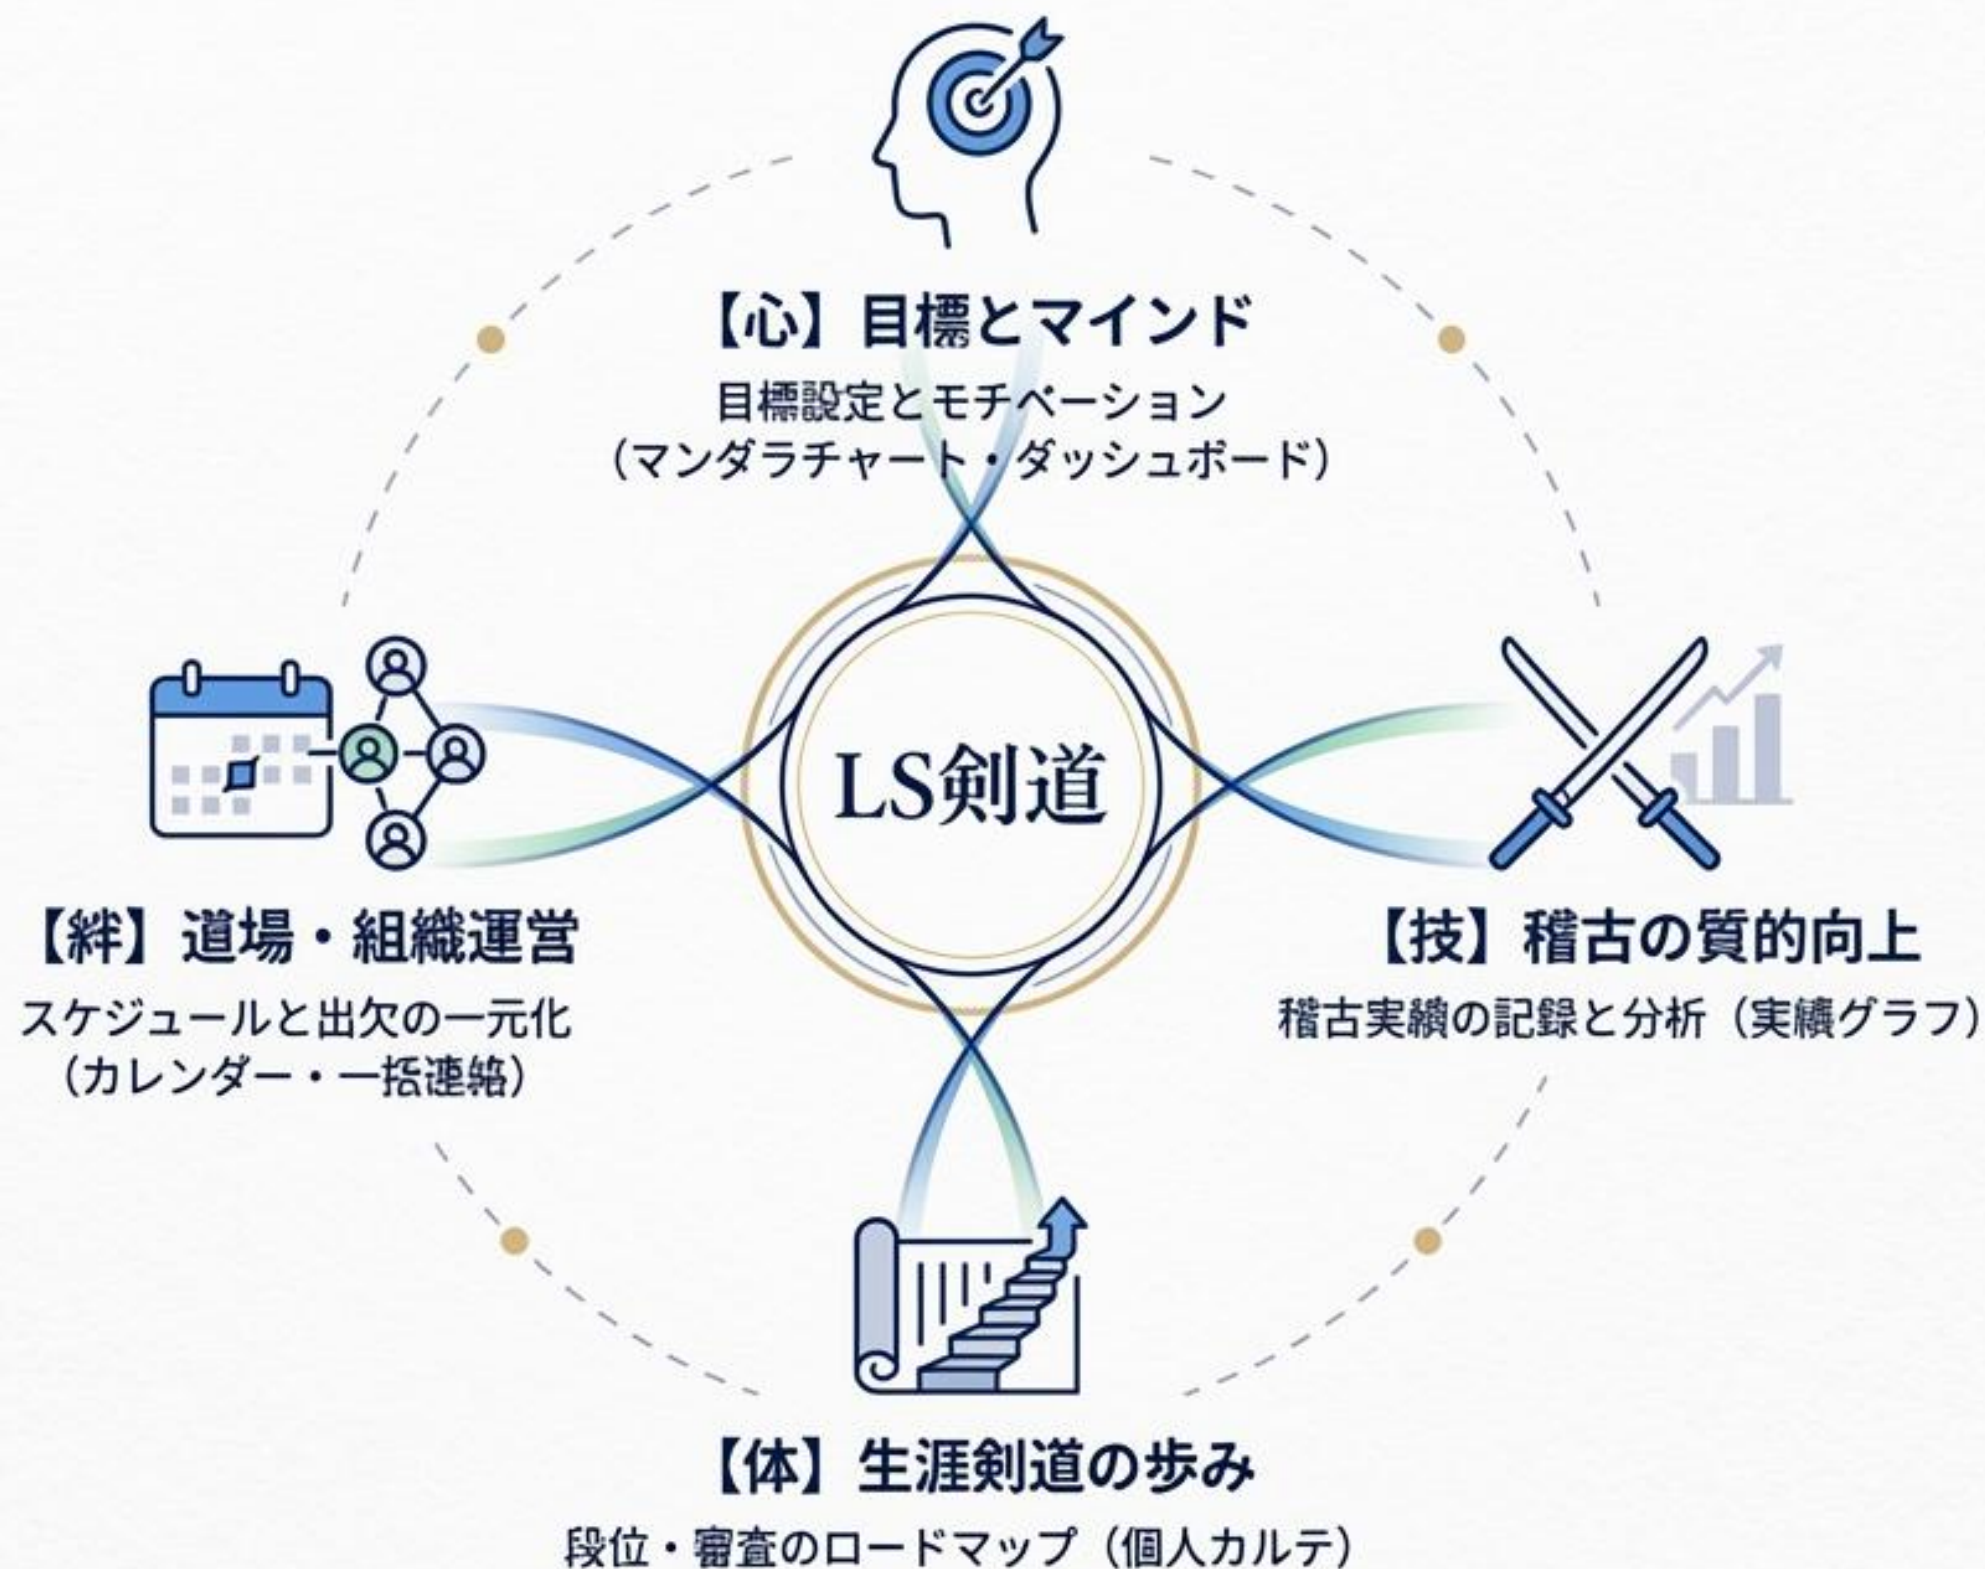 【心】目標とマインド
目標設定とモチベーション
（マンダラチャート・ダッシュボード）
LS剣道
【絆】道場・組織運営
スケジュールと出欠の一元化
（カレンダー・一括連絡）
【技】稽古の質的向上
稽古実績の記録と分析（実績グラフ）
【体】生涯剣道の歩み
段位・審査のロードマップ（個人カルテ）